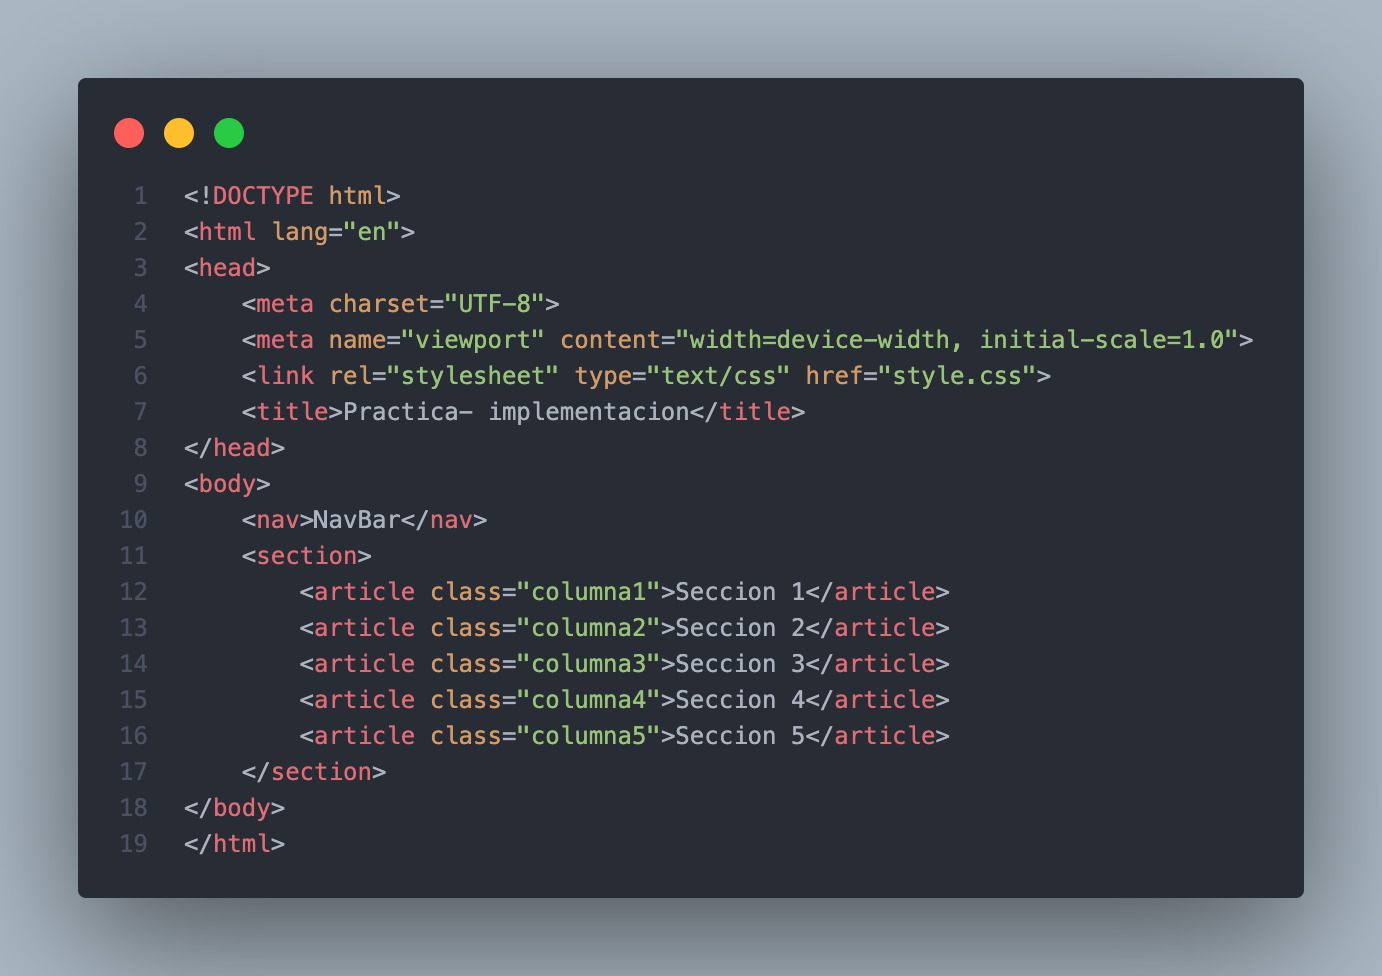 1 <!DOCTYPE html>
2 <html lang="en">
3 <head>
4     <meta charset="UTF-8">
5     <meta name="viewport" content="width=device-width, initial-scale=1.0">
6     <link rel="stylesheet" type="text/css" href="style.css">
7     <title>Practica- implementacion</title>
8 </head>
9 <body>
10     <nav>NavBar</nav>
11     <section>
12         <article class="columna1">Seccion 1</article>
13         <article class="columna2">Seccion 2</article>
14         <article class="columna3">Seccion 3</article>
15         <article class="columna4">Seccion 4</article>
16         <article class="columna5">Seccion 5</article>
17     </section>
18 </body>
19 </html>